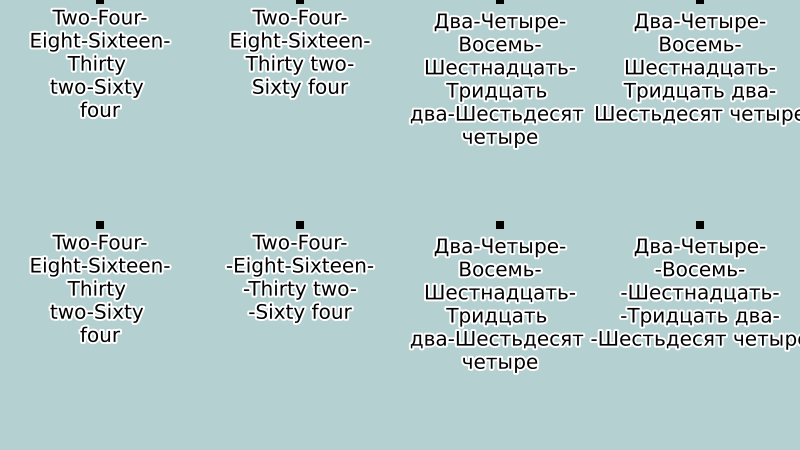 Two-Four-
Eight-Sixteen-
Thirty
two-Sixty
four
Two-Four-
Eight-Sixteen-
Thirty two-
Sixty four
Два-Четыре-
Восемь-
Шестнадцать-
Тридцать
два-Шестьдесят
четыре
Два-Четыре-
Восемь-
Шестнадцать-
Тридцать два-
Шестьдесят четыре
Two-Four-
Eight-Sixteen-
Thirty
two-Sixty
four
Two-Four-
-Eight-Sixteen-
-Thirty two-
-Sixty four
Два-Четыре-
Восемь-
Шестнадцать-
Тридцать
два-Шестьдесят
четыре
Два-Четыре-
-Восемь-
-Шестнадцать-
-Тридцать два-
-Шестьдесят четыре